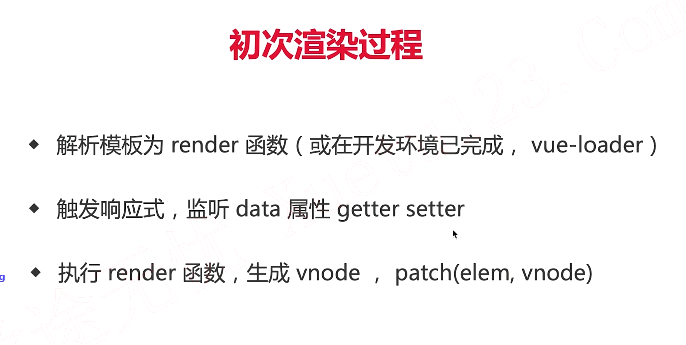 初次渲染过程
解析模板为 render 函数（或在开发环境已完成， vue-loader）
触发响应式，监听 data 属性 getter setter
执行 render 函数，生成 vnode ， patch(elem, vnode)
g